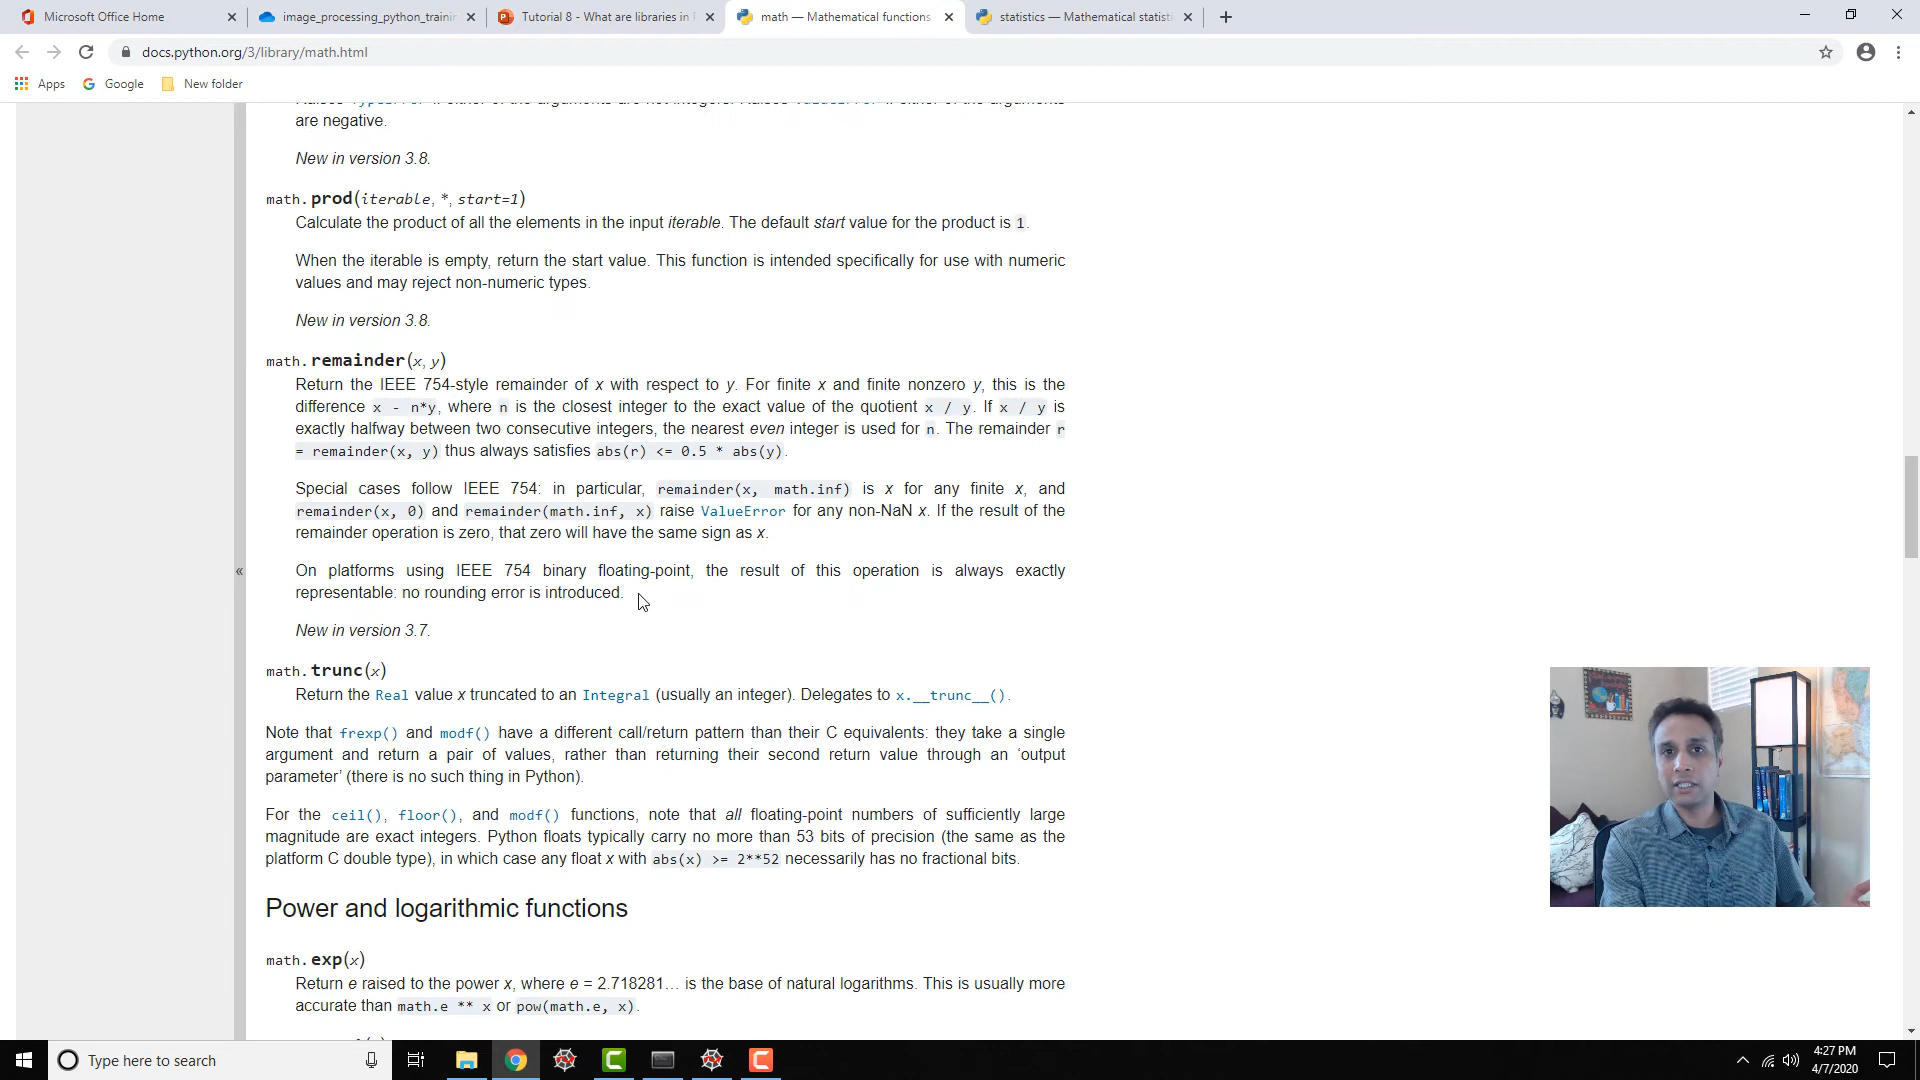 Microsoft Office Home
image_processing_python_trainin
Tutorial 8 - What are libraries in
math — Mathematical functions
statistics — Mathematical statisti
docs.python.org/3/library/math.html
Apps
Google
New folder
are negative.
New in version 3.8.
math.prod(iterable, *, start=1)
Calculate the product of all the elements in the input iterable. The default start value for the product is 1.
When the iterable is empty, return the start value. This function is intended specifically for use with numeric
values and may reject non-numeric types.
New in version 3.8.
math.remainder(x, y)
Return the IEEE 754-style remainder of x with respect to y. For finite x and finite nonzero y, this is the
difference x - n*y, where n is the closest integer to the exact value of the quotient x / y. If x / y is
exactly halfway between two consecutive integers, the nearest even integer is used for n. The remainder r
= remainder(x, y) thus always satisfies abs(r) <= 0.5 * abs(y).
Special cases follow IEEE 754: in particular, remainder(x, math.inf) is x for any finite x, and
remainder(x, 0) and remainder(math.inf, x) raise ValueError for any non-NaN x. If the result of the
remainder operation is zero, that zero will have the same sign as x.
On platforms using IEEE 754 binary floating-point, the result of this operation is always exactly
representable: no rounding error is introduced.
New in version 3.7.
math.trunc(x)
Return the Real value x truncated to an Integral (usually an integer). Delegates to x.__trunc__().
Note that frexp() and modf() have a different call/return pattern than their C equivalents: they take a single
argument and return a pair of values, rather than returning their second return value through an ‘output
parameter’ (there is no such thing in Python).
For the ceil(), floor(), and modf() functions, note that all floating-point numbers of sufficiently large
magnitude are exact integers. Python floats typically carry no more than 53 bits of precision (the same as the
platform C double type), in which case any float x with abs(x) >= 2**52 necessarily has no fractional bits.
Power and logarithmic functions
math.exp(x)
Return e raised to the power x, where e = 2.718281… is the base of natural logarithms. This is usually more
accurate than math.e ** x or pow(math.e, x).
Type here to search
4:27 PM
4/7/2020